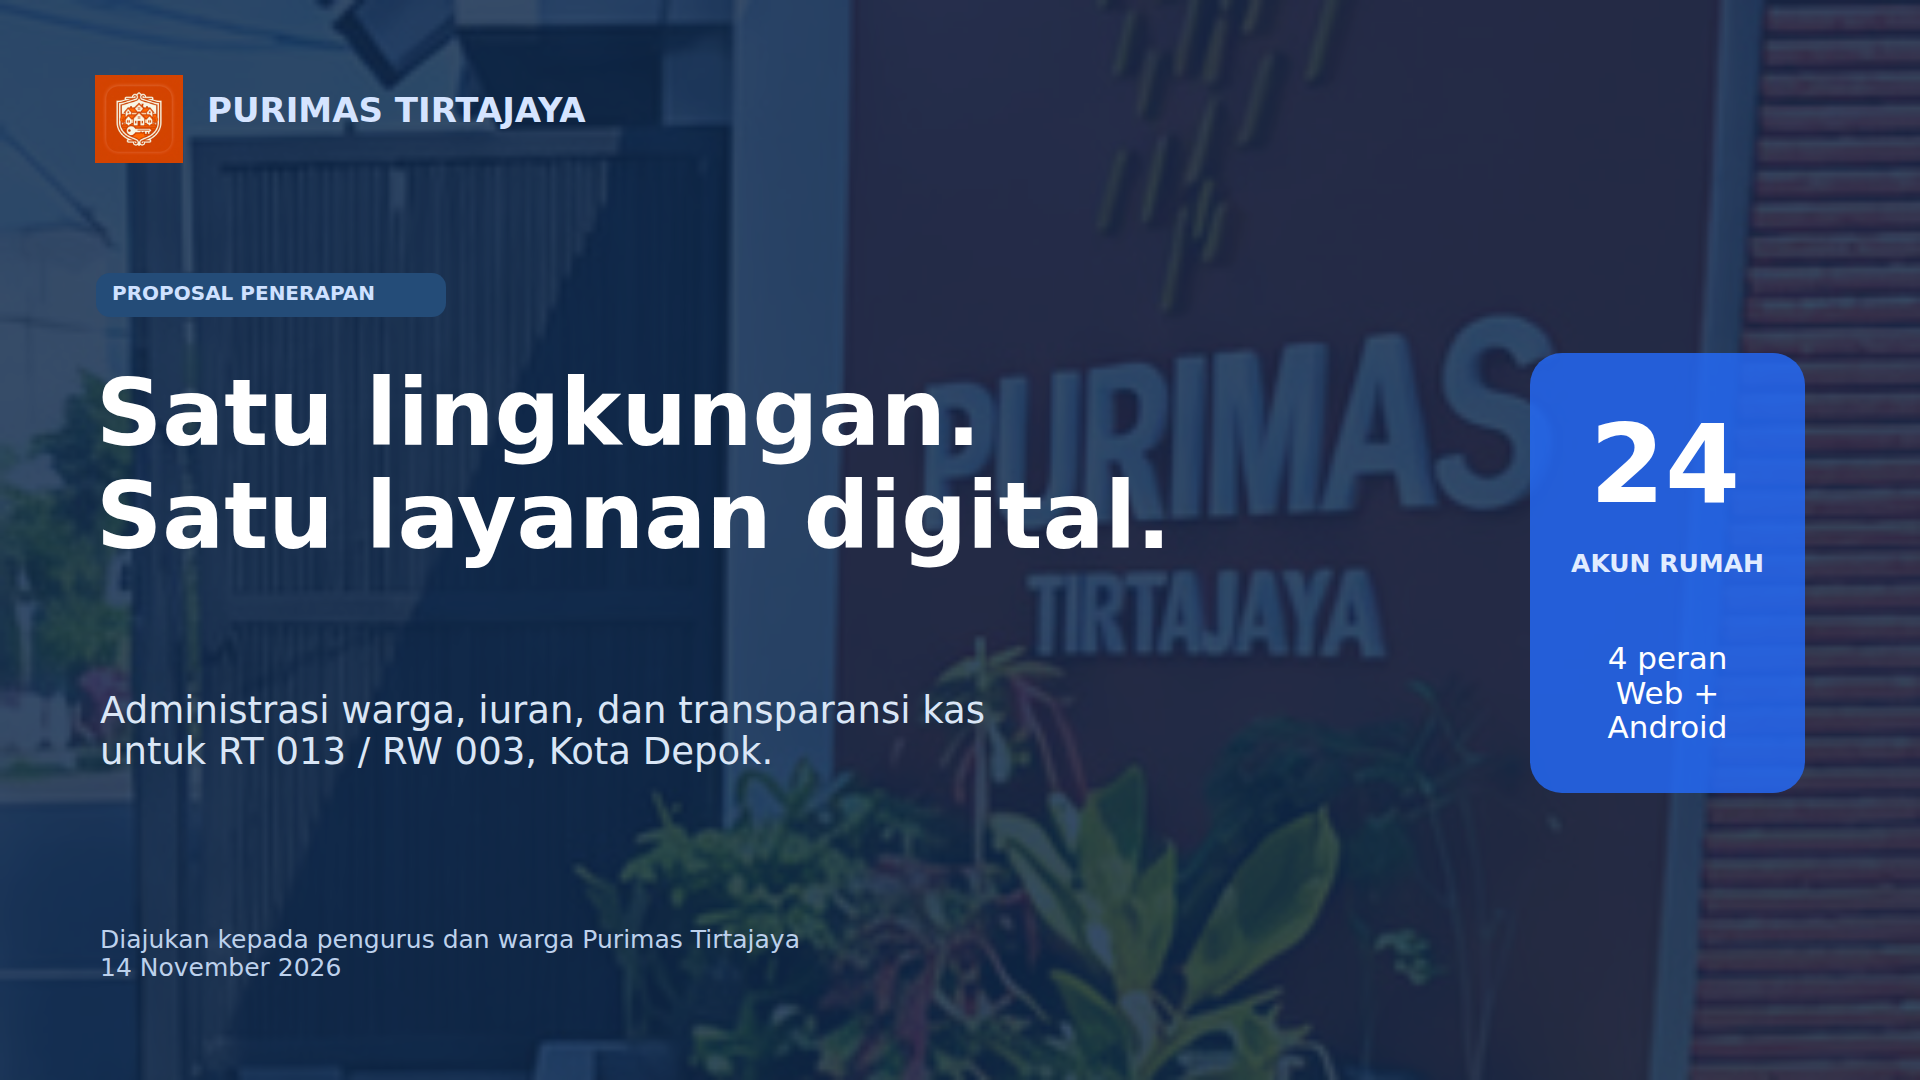 PURIMAS TIRTAJAYA
PROPOSAL PENERAPAN
Satu lingkungan.
Satu layanan digital.
PURIMAS
TIRTAJAYA
24
AKUN RUMAH
4 peran
Web +
Android
Administrasi warga, iuran, dan transparansi kas
untuk RT 013 / RW 003, Kota Depok.
Diajukan kepada pengurus dan warga Purimas Tirtajaya
14 November 2026